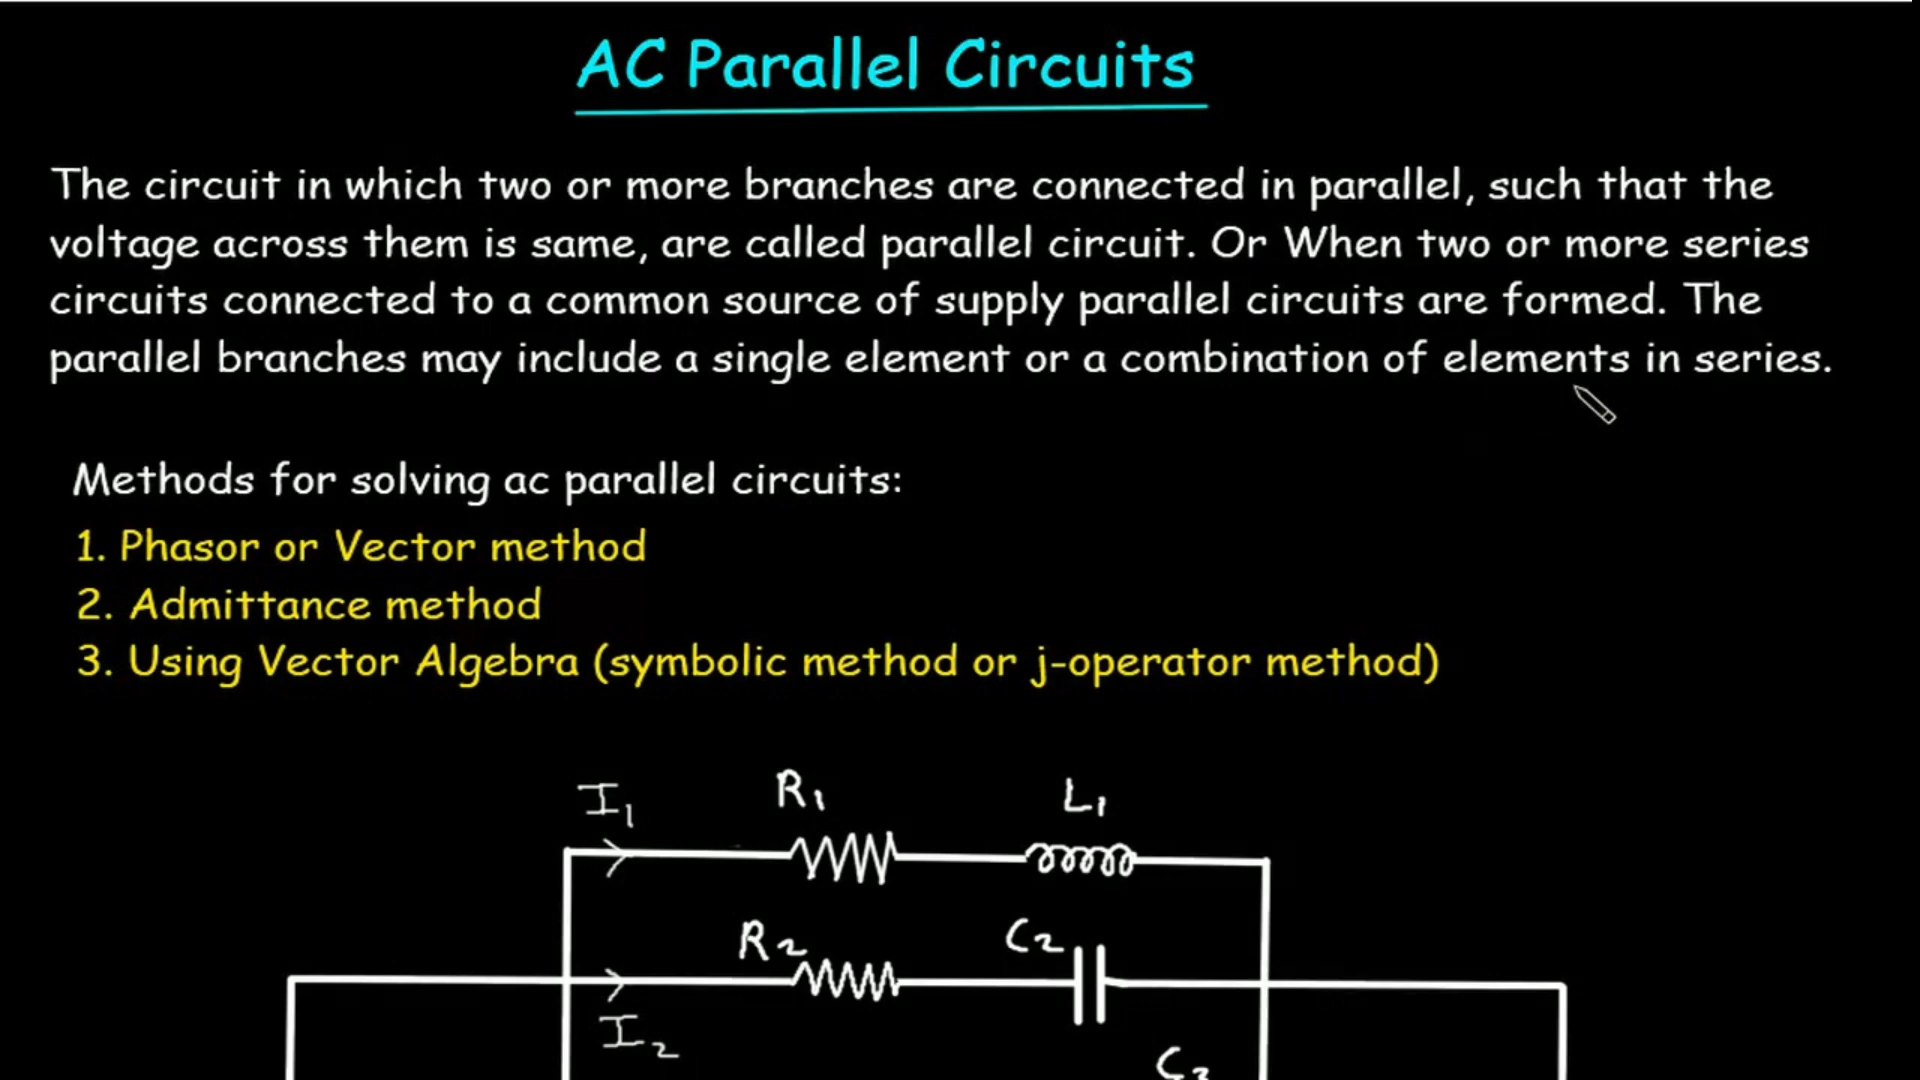 AC Parallel Circuits
The circuit in which two or more branches are connected in parallel, such that the
voltage across them is same, are called parallel circuit. Or When two or more series
circuits connected to a common source of supply parallel circuits are formed. The
parallel branches may include a single element or a combination of elements in series.
Methods for solving ac parallel circuits:
1. Phasor or Vector method
2. Admittance method
3. Using Vector Algebra (symbolic method or j-operator method)
I1 R1 L1
R2 C2
I2
C3